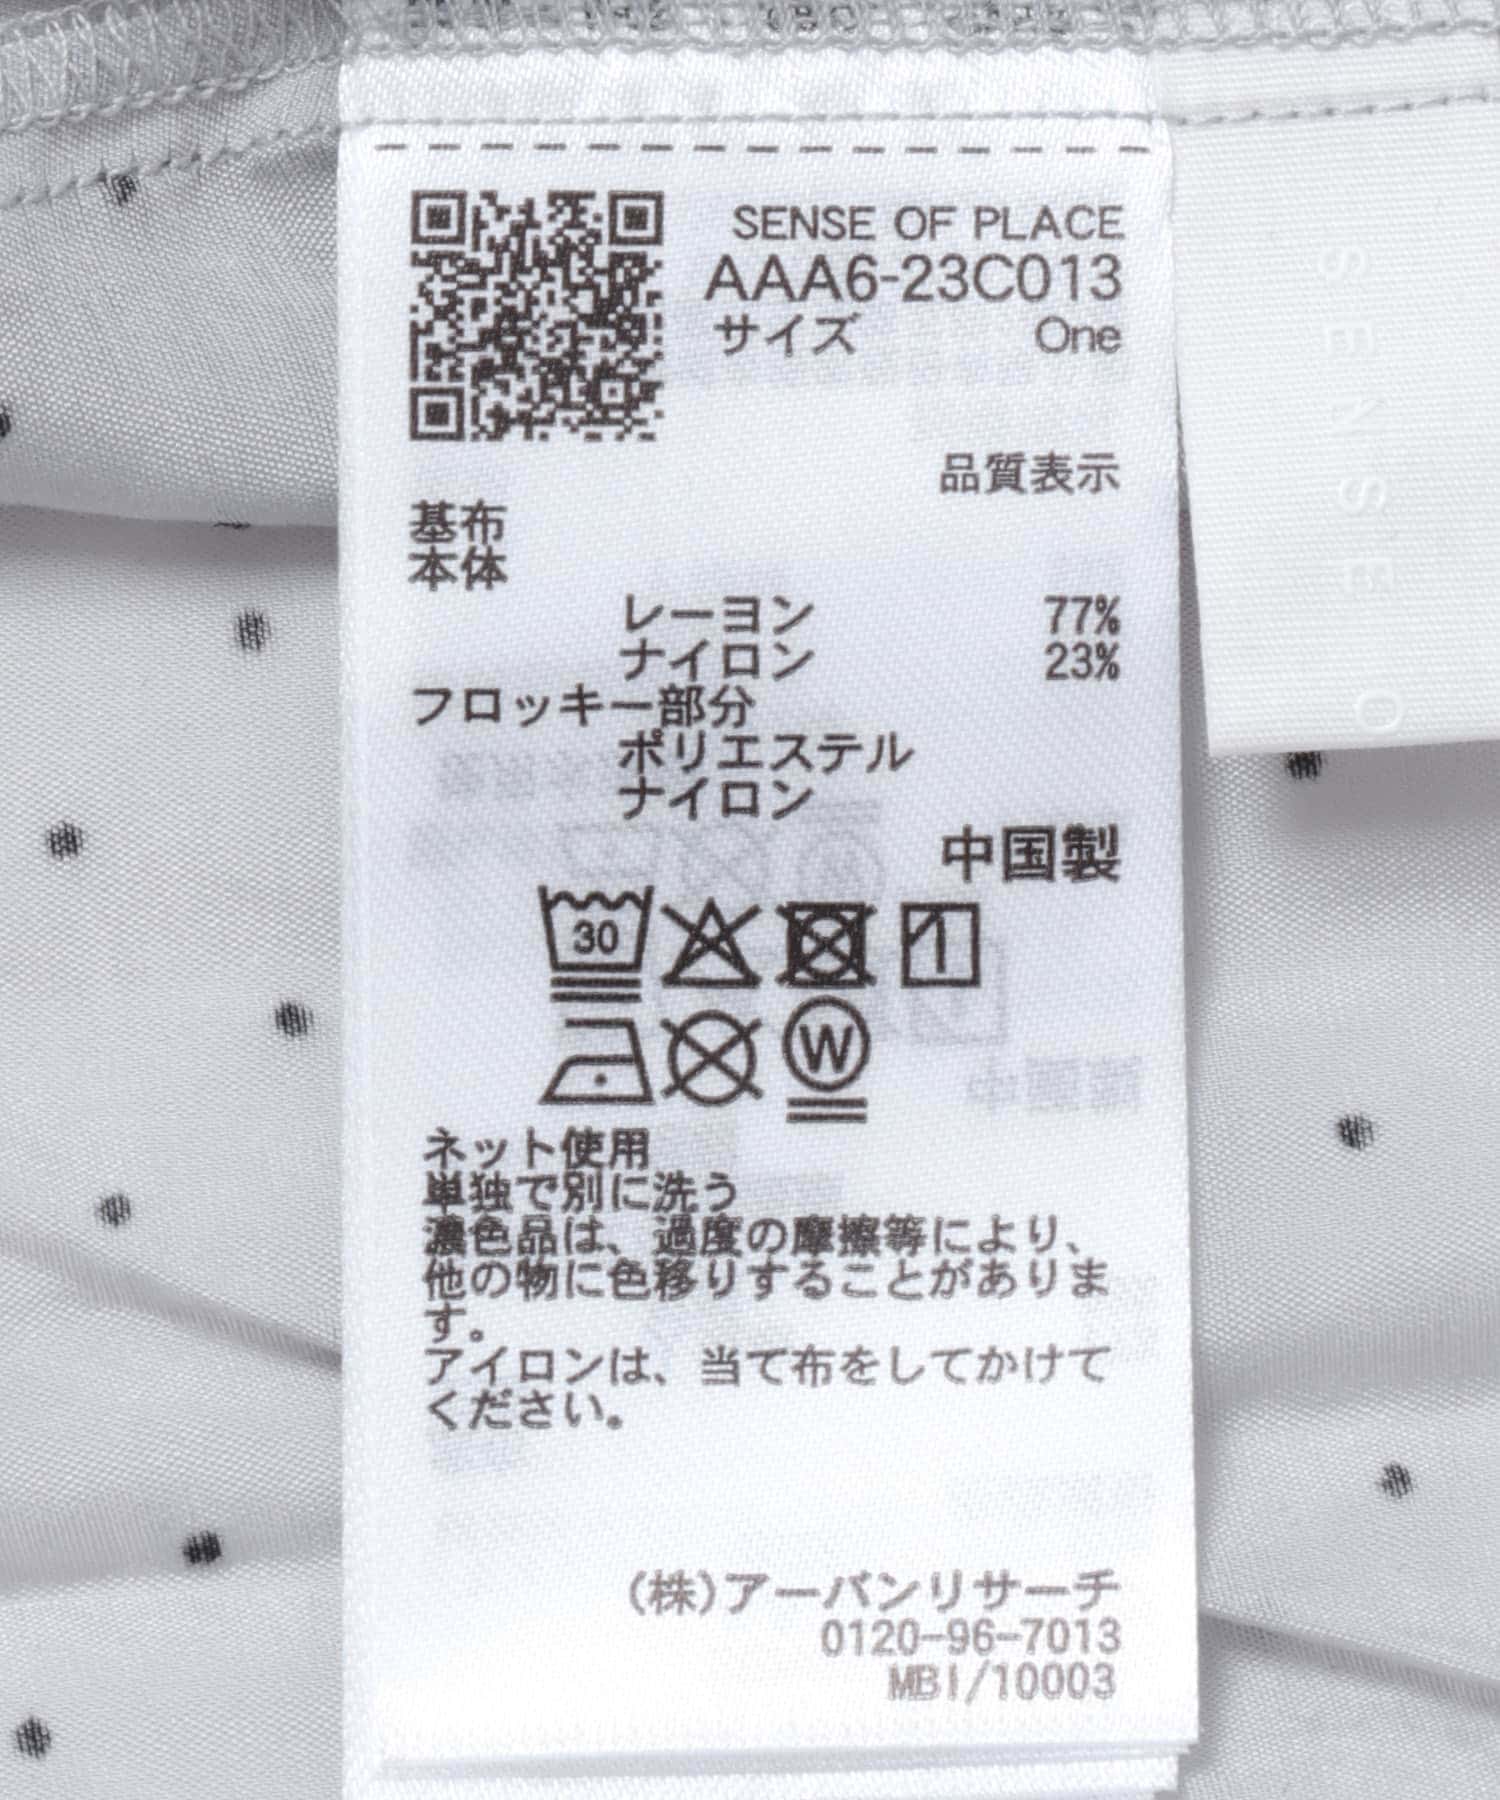 SENSE OF PLACE
AAA6-23C013
サイズ One
品質表示
基布
本体
レーヨン 77%
ナイロン 23%
フロッキー部分
ポリエステル
ナイロン
中国製
30
W
ネット使用
単独で別に洗う
濃色品は、過度の摩擦等により、
他の物に色移りすることがありま
す。
アイロンは、当て布をしてかけて
ください。
(株)アーバンリサーチ
0120-96-7013
MBI/10003
SENSE O